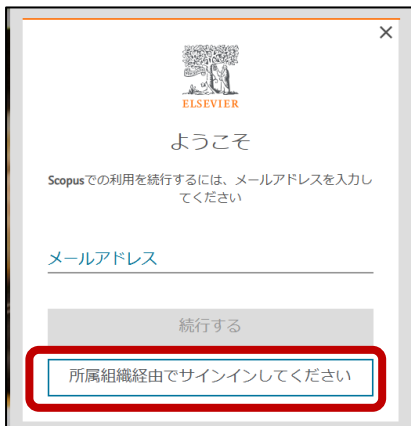 ELSEVIER
ようこそ
Scopusでの利用を続行するには、メールアドレスを入力し
てください
メールアドレス
続行する
所属組織経由でサインインしてください